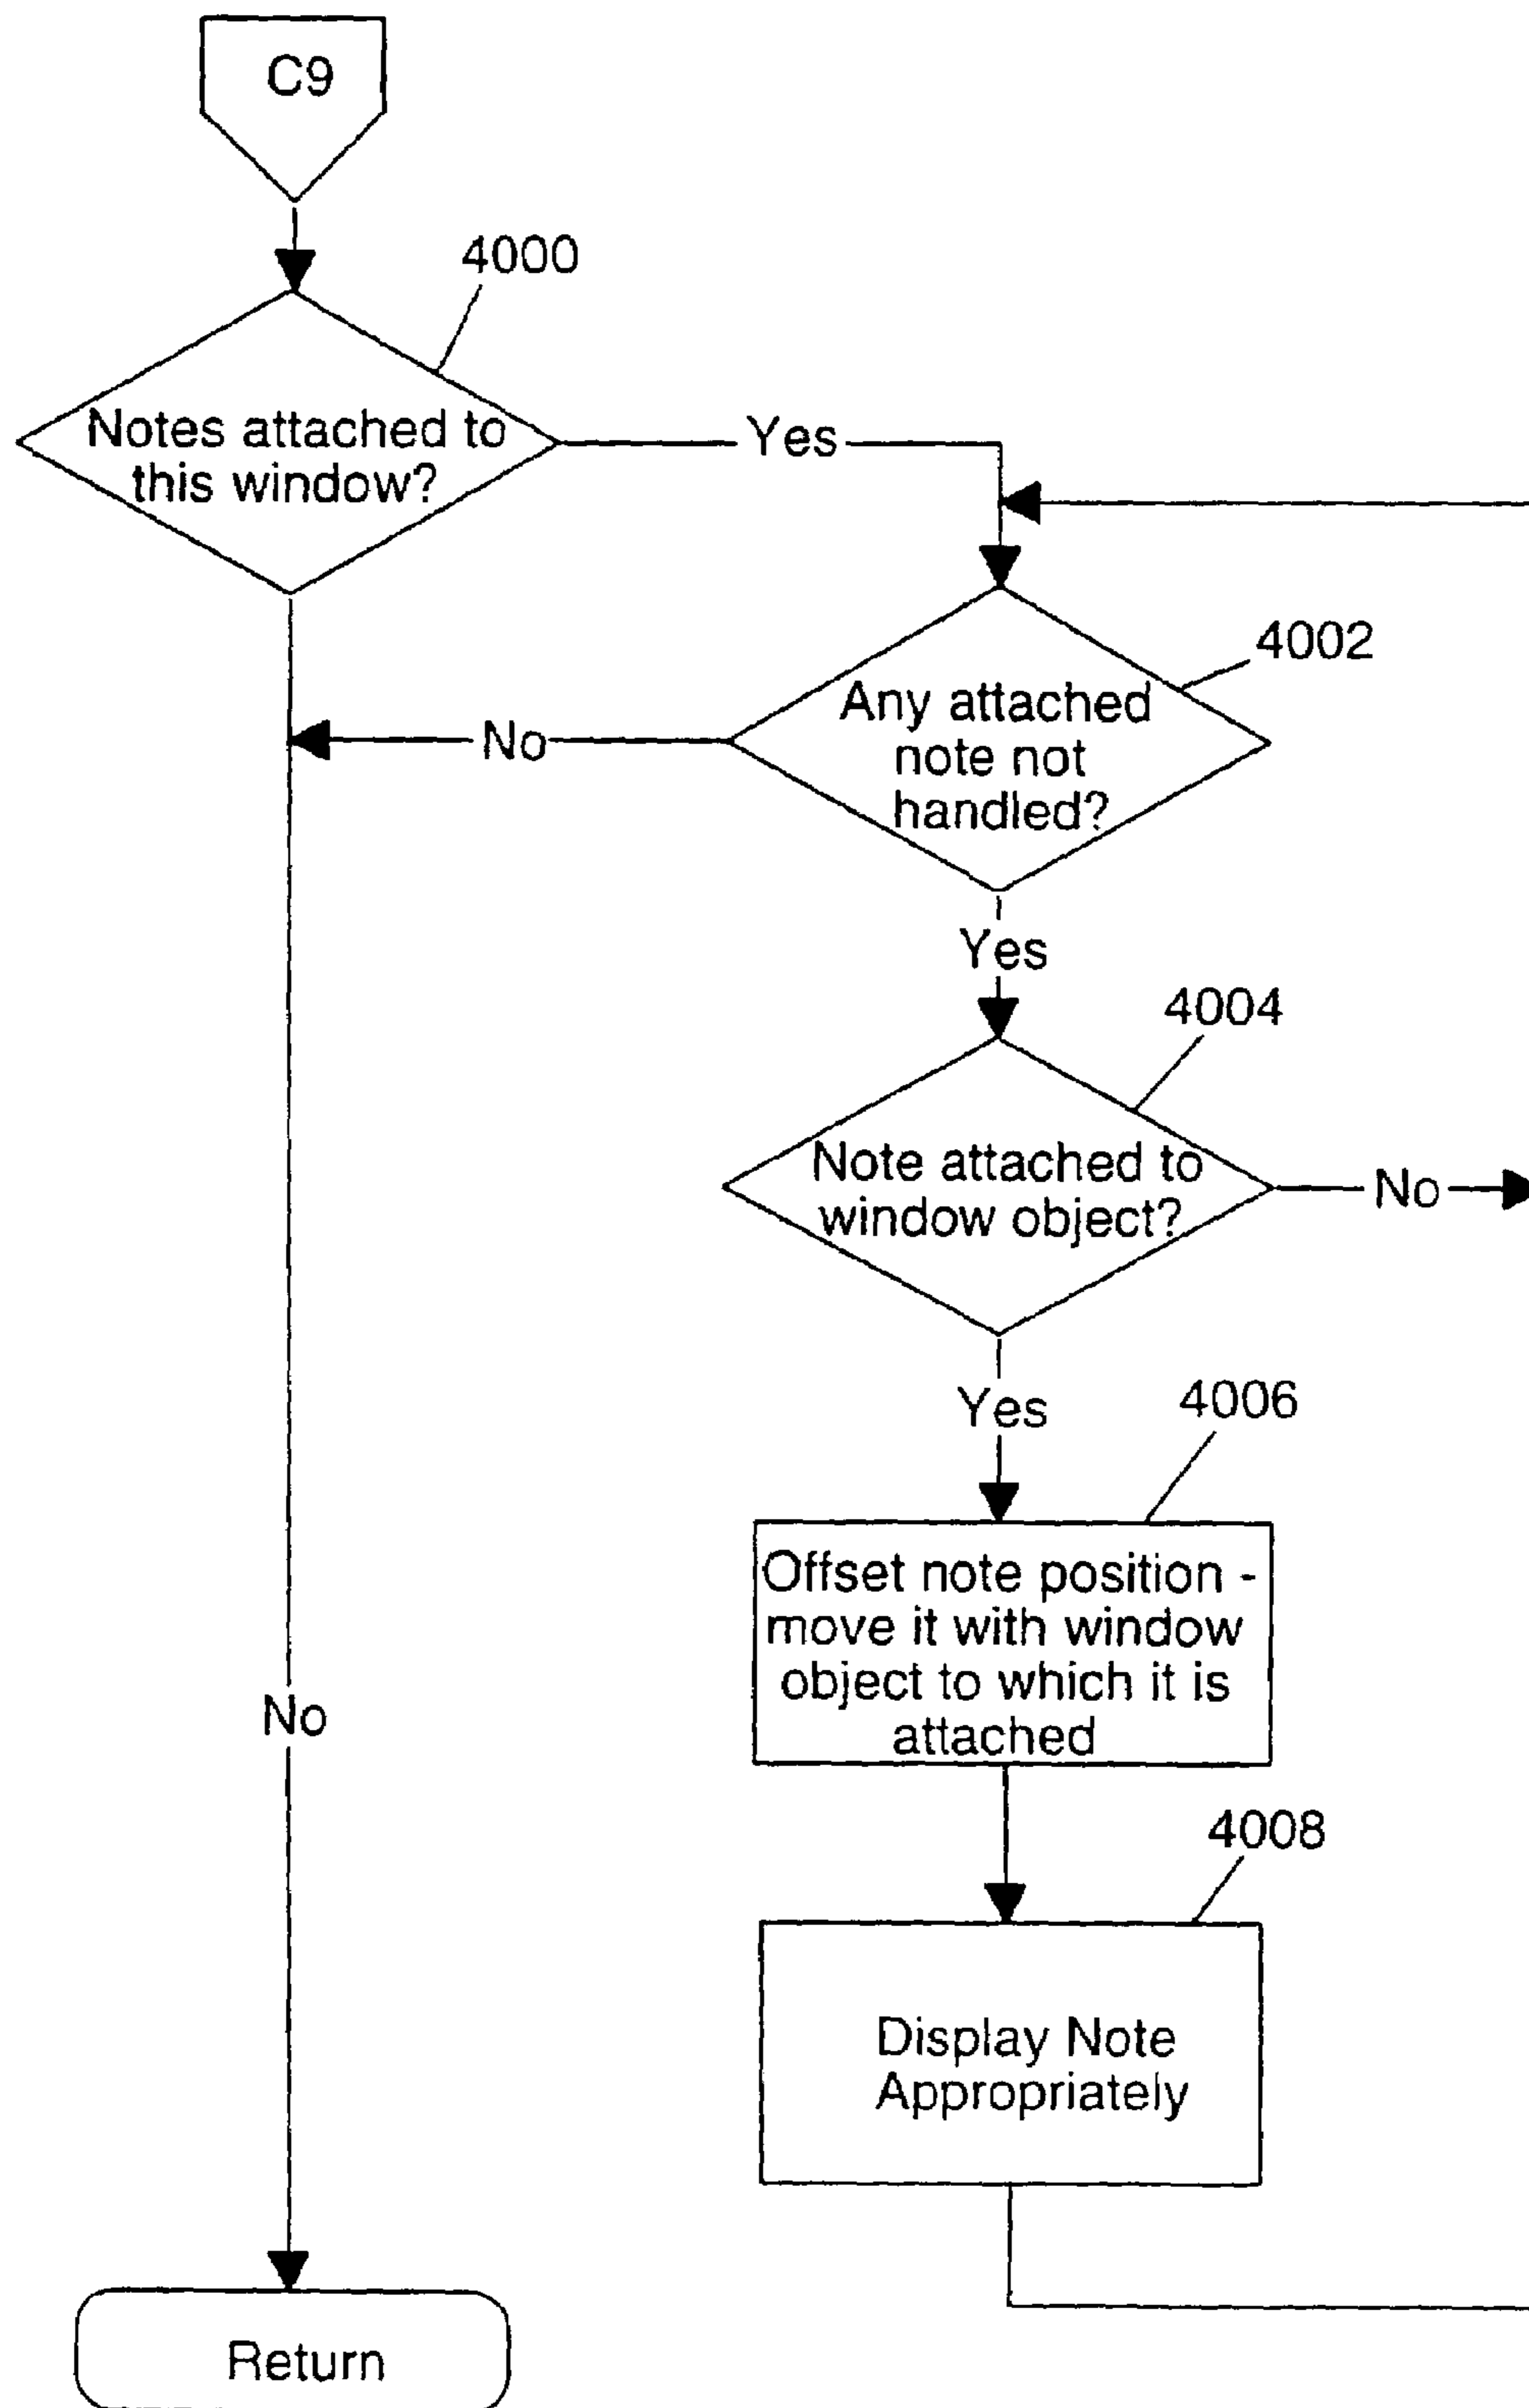 C9
4000
Notes attached to
this window?
Yes
4002
Any attached
note not
handled?
No
Yes
4004
Note attached to
window object?
No
Yes
4006
Offset note position -
move it with window
object to which it is
attached
No
4008
Display Note
Appropriately
Return